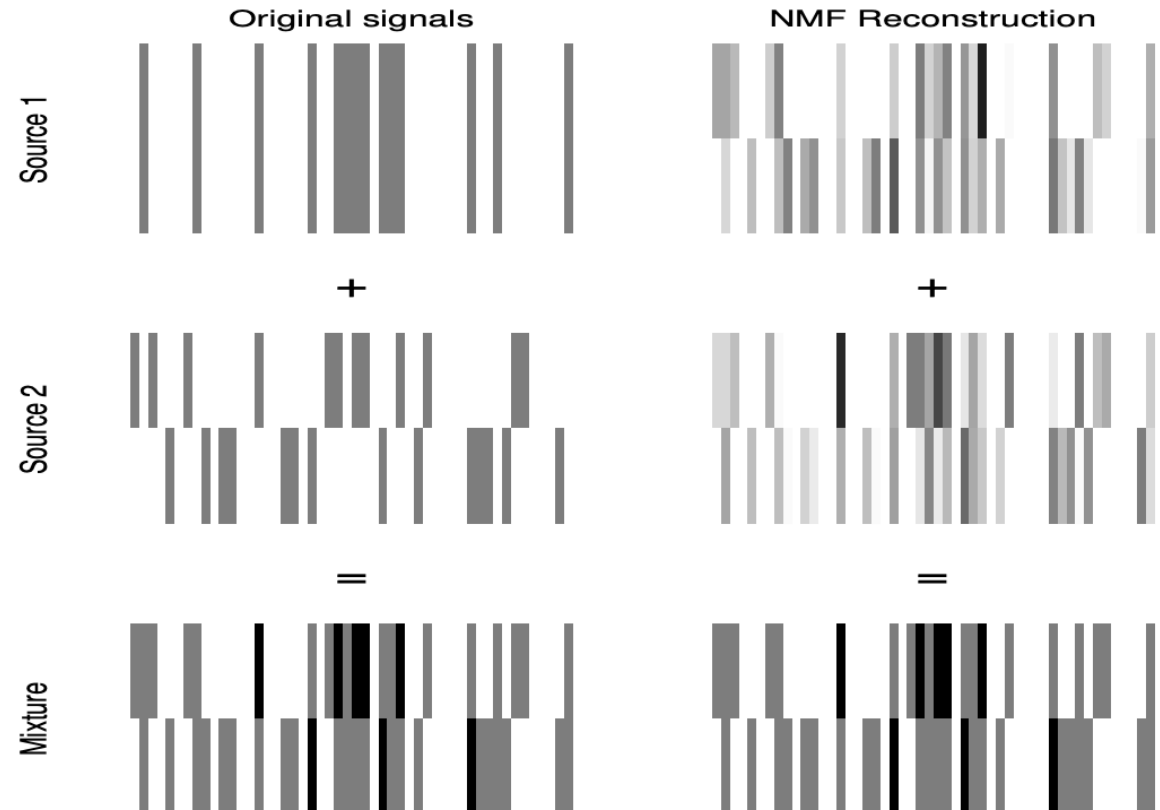 Original signals
NMF Reconstruction
Source 1
+
+
Source 2
=
=
Mixture